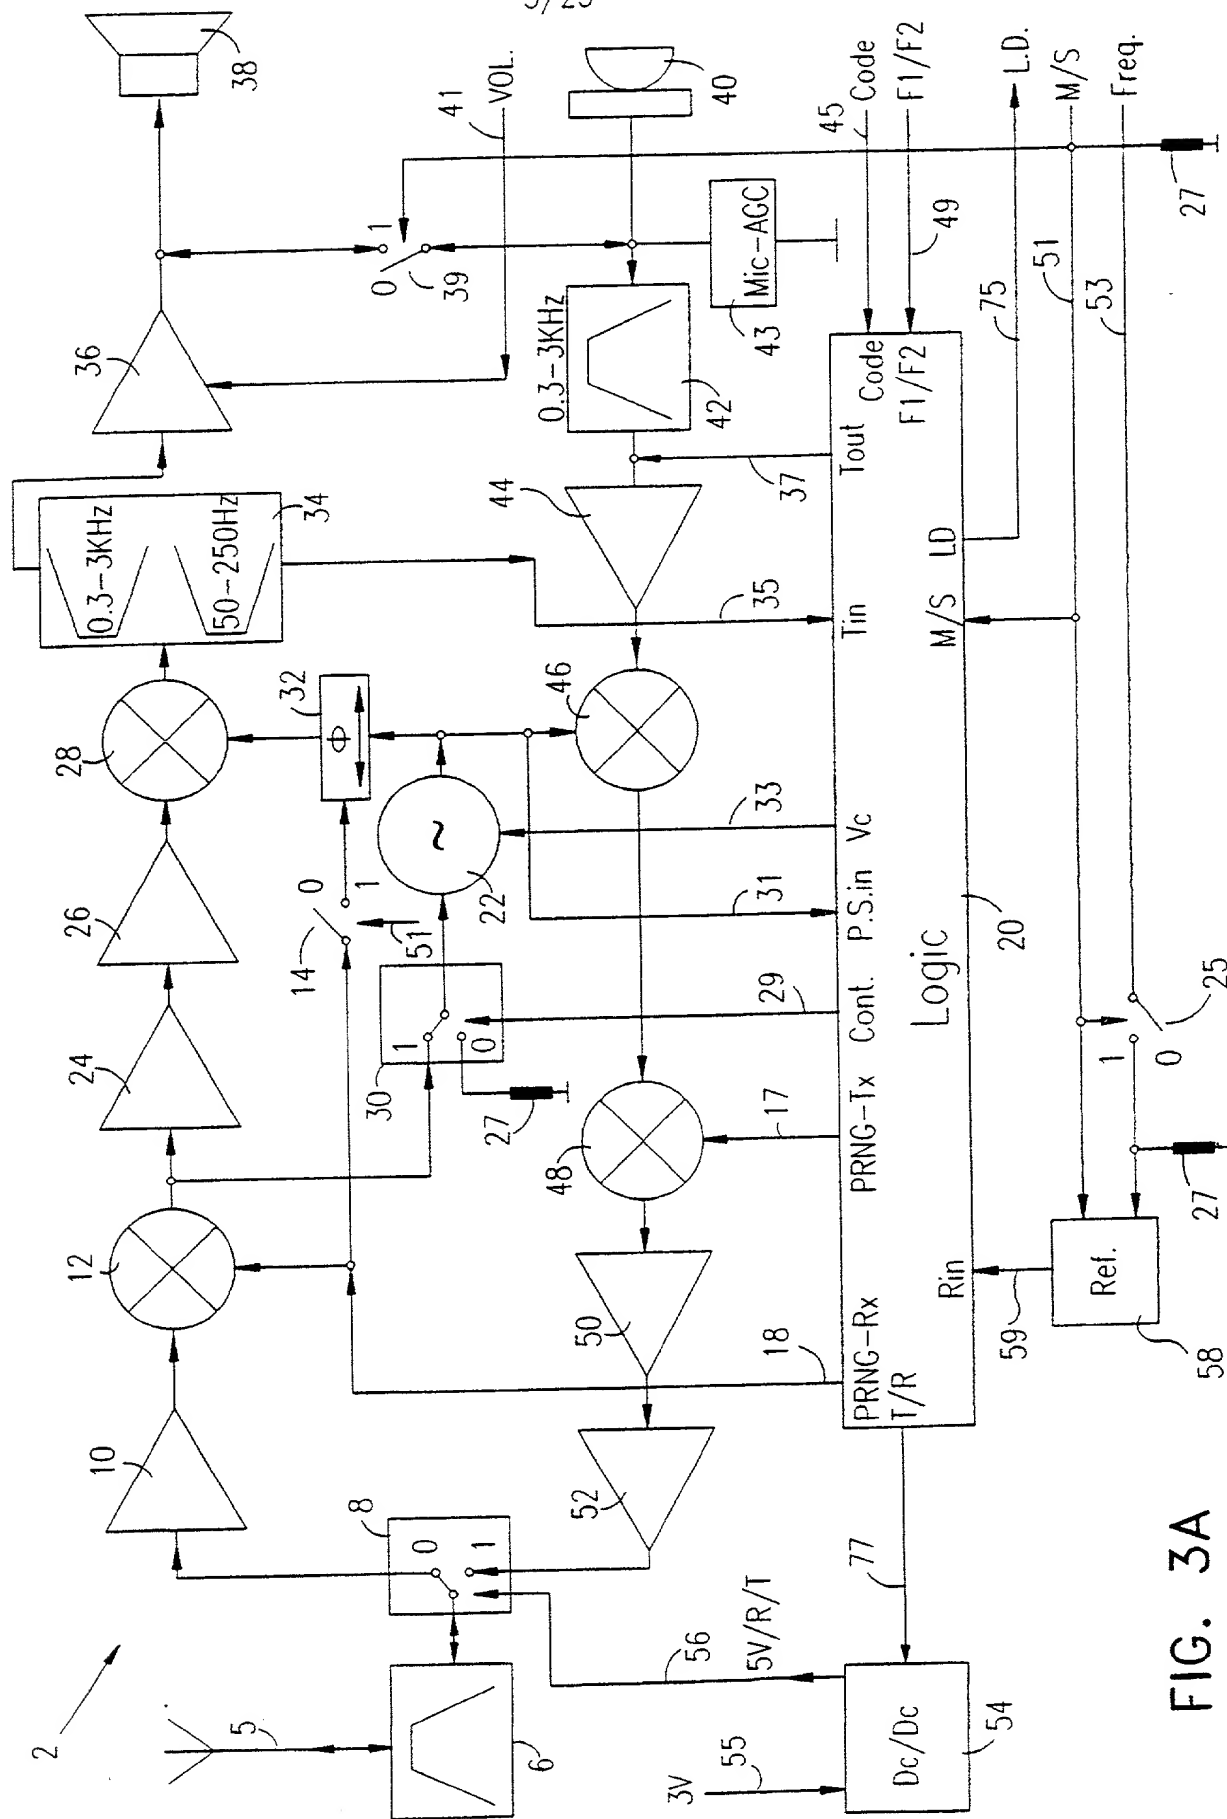 2
5
6
8
0
1
10
12
24
26
28
0.3-3KHz
50-250Hz
34
36
38
14
0
1
51
32
ϕ
30
1
0
27
22
~
0
1
39
41
VOL.
40
52
50
48
46
44
0.3-3KHz
42
Mic-AGC
43
3V
55
56
5V/R/T
18
17
29
31
33
35
37
45
Code
F1/F2
49
Dc/Dc
54
77
PRNG-Rx
T/R
PRNG-Tx
Cont.
P.S.in
Vc
Tin
Tout
Code
F1/F2
Logic
20
Rin
M/S
LD
75
L.D.
59
51
M/S
Ref.
58
1
0
25
53
Freq.
27
27
FIG. 3A